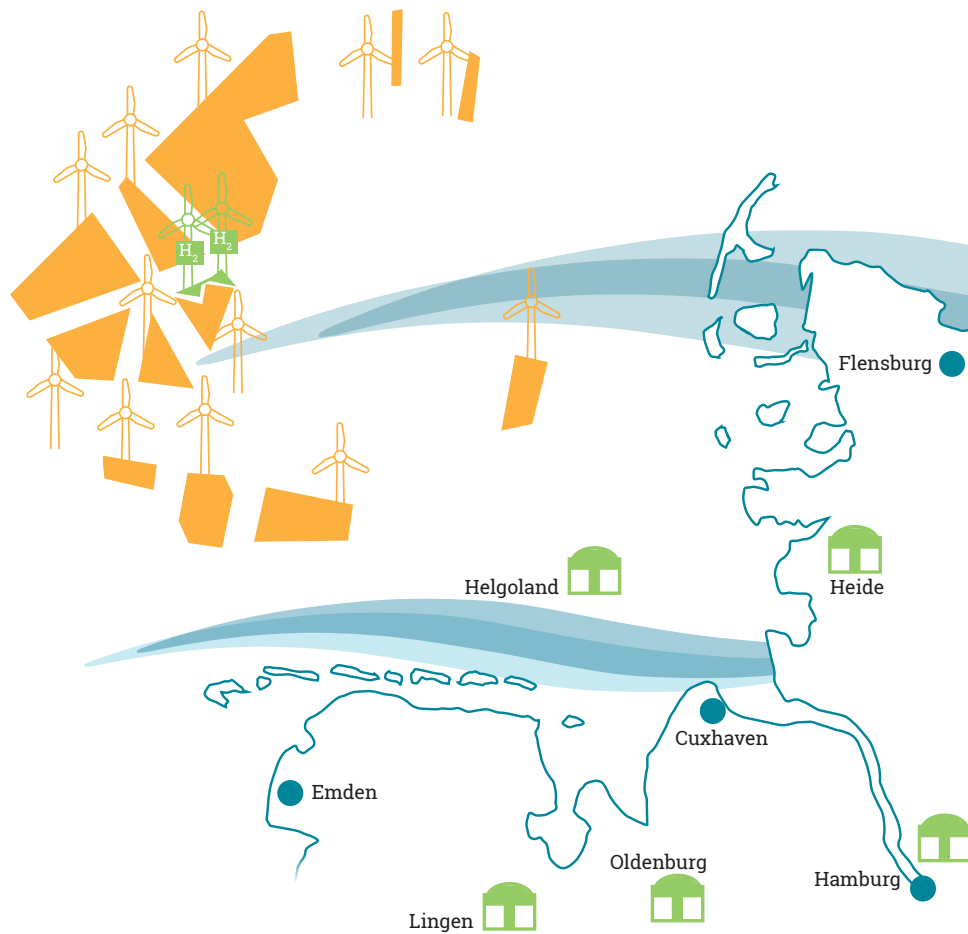 H₂
H₂
Flensburg
Helgoland
Heide
Cuxhaven
Emden
Oldenburg
Hamburg
Lingen